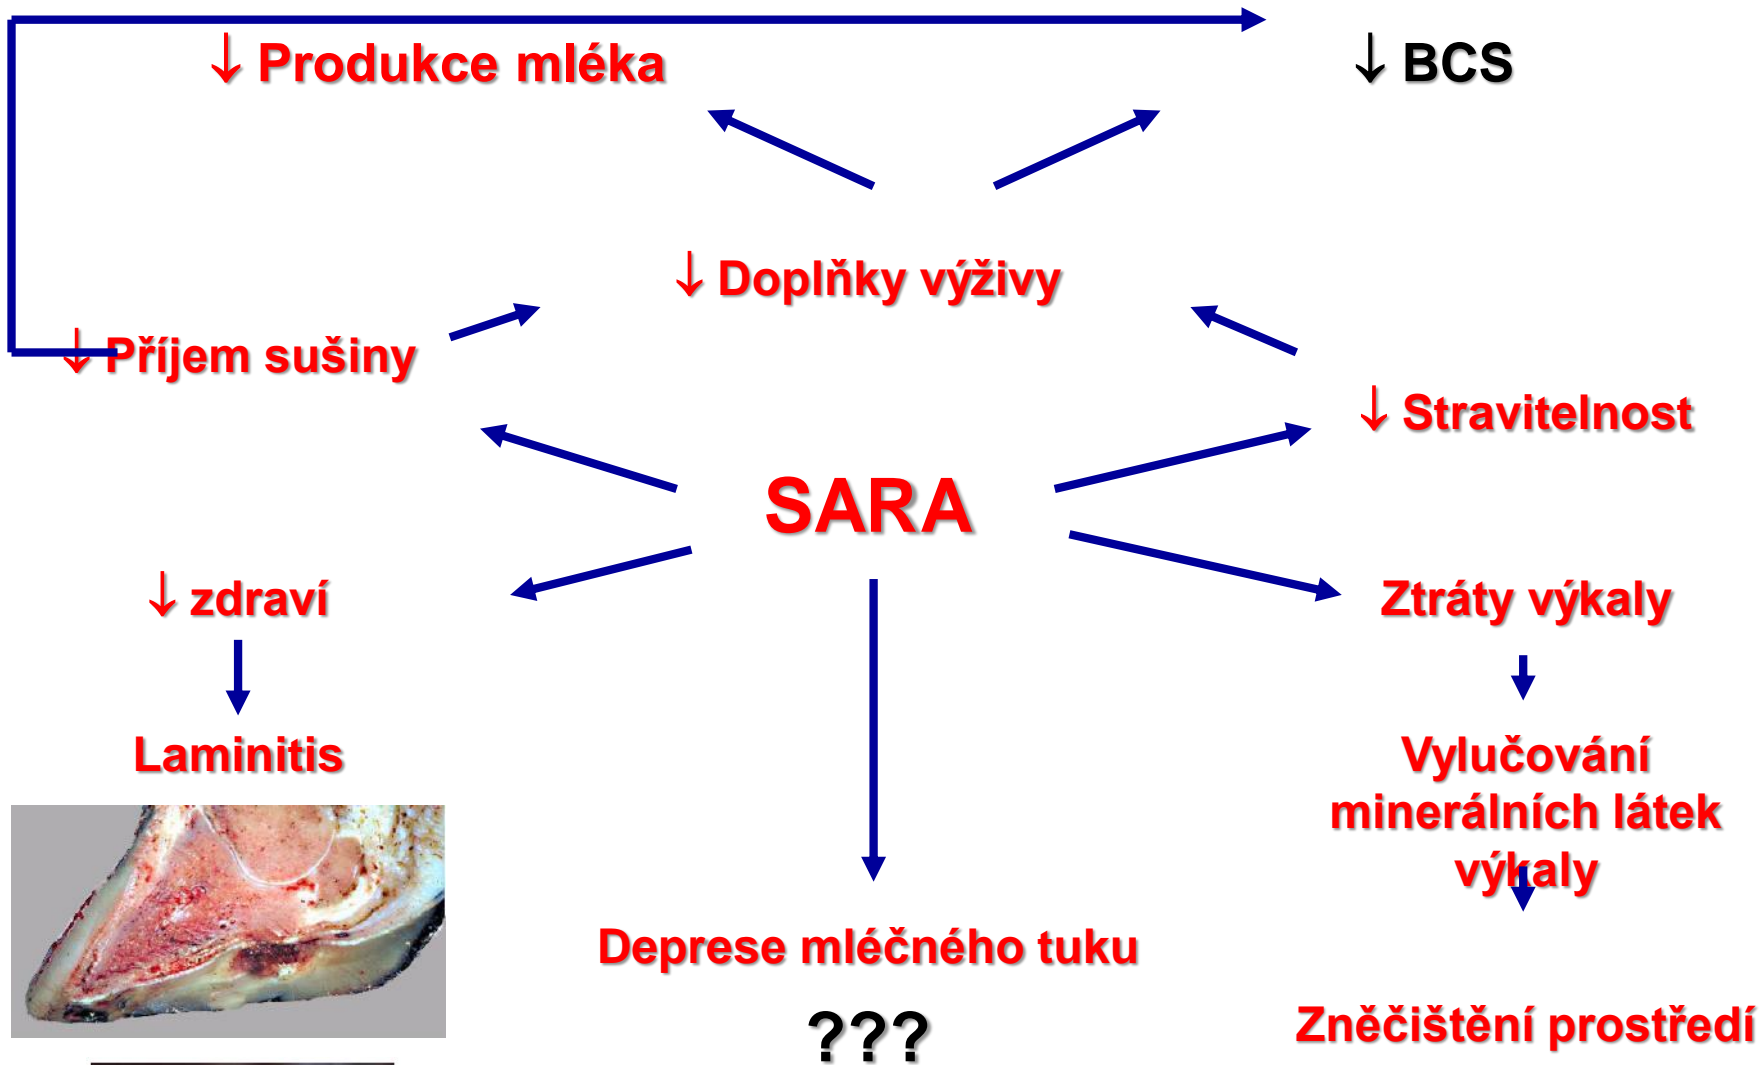 ↓ Produkce mléka
↓ BCS
↓ Doplňky výživy
↓ Příjem sušiny
↓ Stravitelnost
SARA
↓ zdraví
Ztráty výkaly
Laminitis
Vylučování
minerálních látek
výkaly
Deprese mléčného tuku
???
Zněčištění prostředí